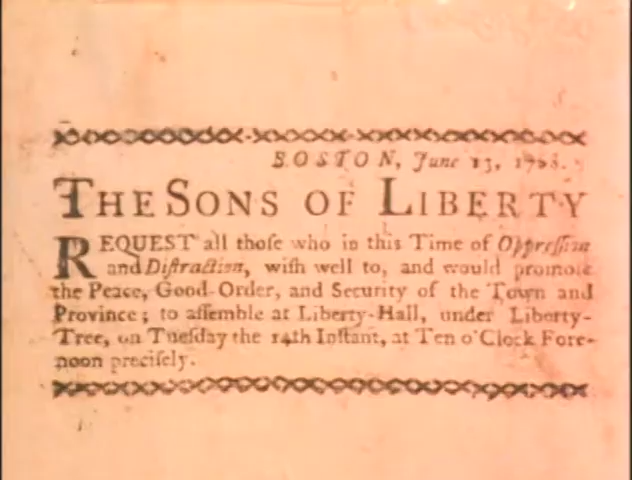 BOSTON, June 13, 1768.
THE SONS OF LIBERTY
REQUEST all thoſe who in this Time of Oppreſſion
and Diſtraction, wiſh well to, and would promote
the Peace, Good Order, and Security of the Town and
Province; to aſſemble at Liberty-Hall, under Liberty-
Tree, on Tueſday the 14th Inſtant, at Ten o'Clock Fore-
noon preciſely.